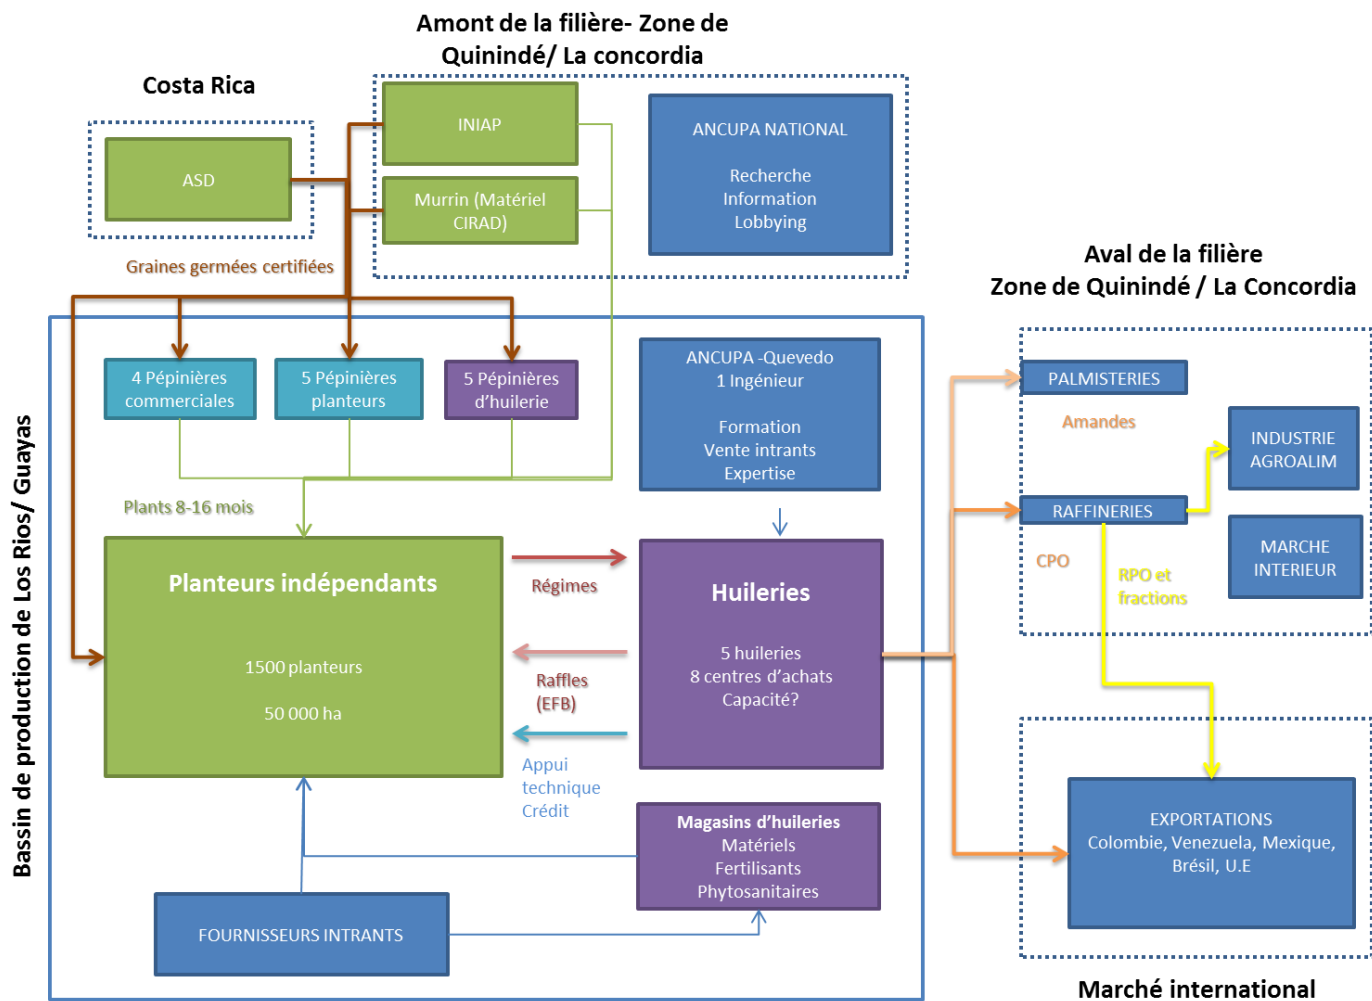 Amont de la filière- Zone de
Quinindé/ La concordia
Costa Rica
INIAP
ANCUPA NATIONAL
Recherche
Information
Lobbying
ASD
Murrin (Matériel
CIRAD)
Graines germées certifiées
Aval de la filière
Zone de Quinindé / La Concordia
4 Pépinières
commerciales
5 Pépinières
planteurs
5 Pépinières
d’huilerie
ANCUPA -Quevedo
1 Ingénieur
Formation
Vente intrants
Expertise
PALMISTERIES
Amandes
INDUSTRIE
AGROALIM
RAFFINERIES
MARCHE
INTERIEUR
CPO
RPO et
fractions
Plants 8-16 mois
Bassin de production de Los Rios/ Guayas
Planteurs indépendants
1500 planteurs
50 000 ha
Régimes
Raffles
(EFB)
Appui
technique
Crédit
Huileries
5 huileries
8 centres d’achats
Capacité?
Magasins d’huileries
Matériels
Fertilisants
Phytosanitaires
FOURNISSEURS INTRANTS
EXPORTATIONS
Colombie, Venezuela, Mexique,
Brésil, U.E
Marché international